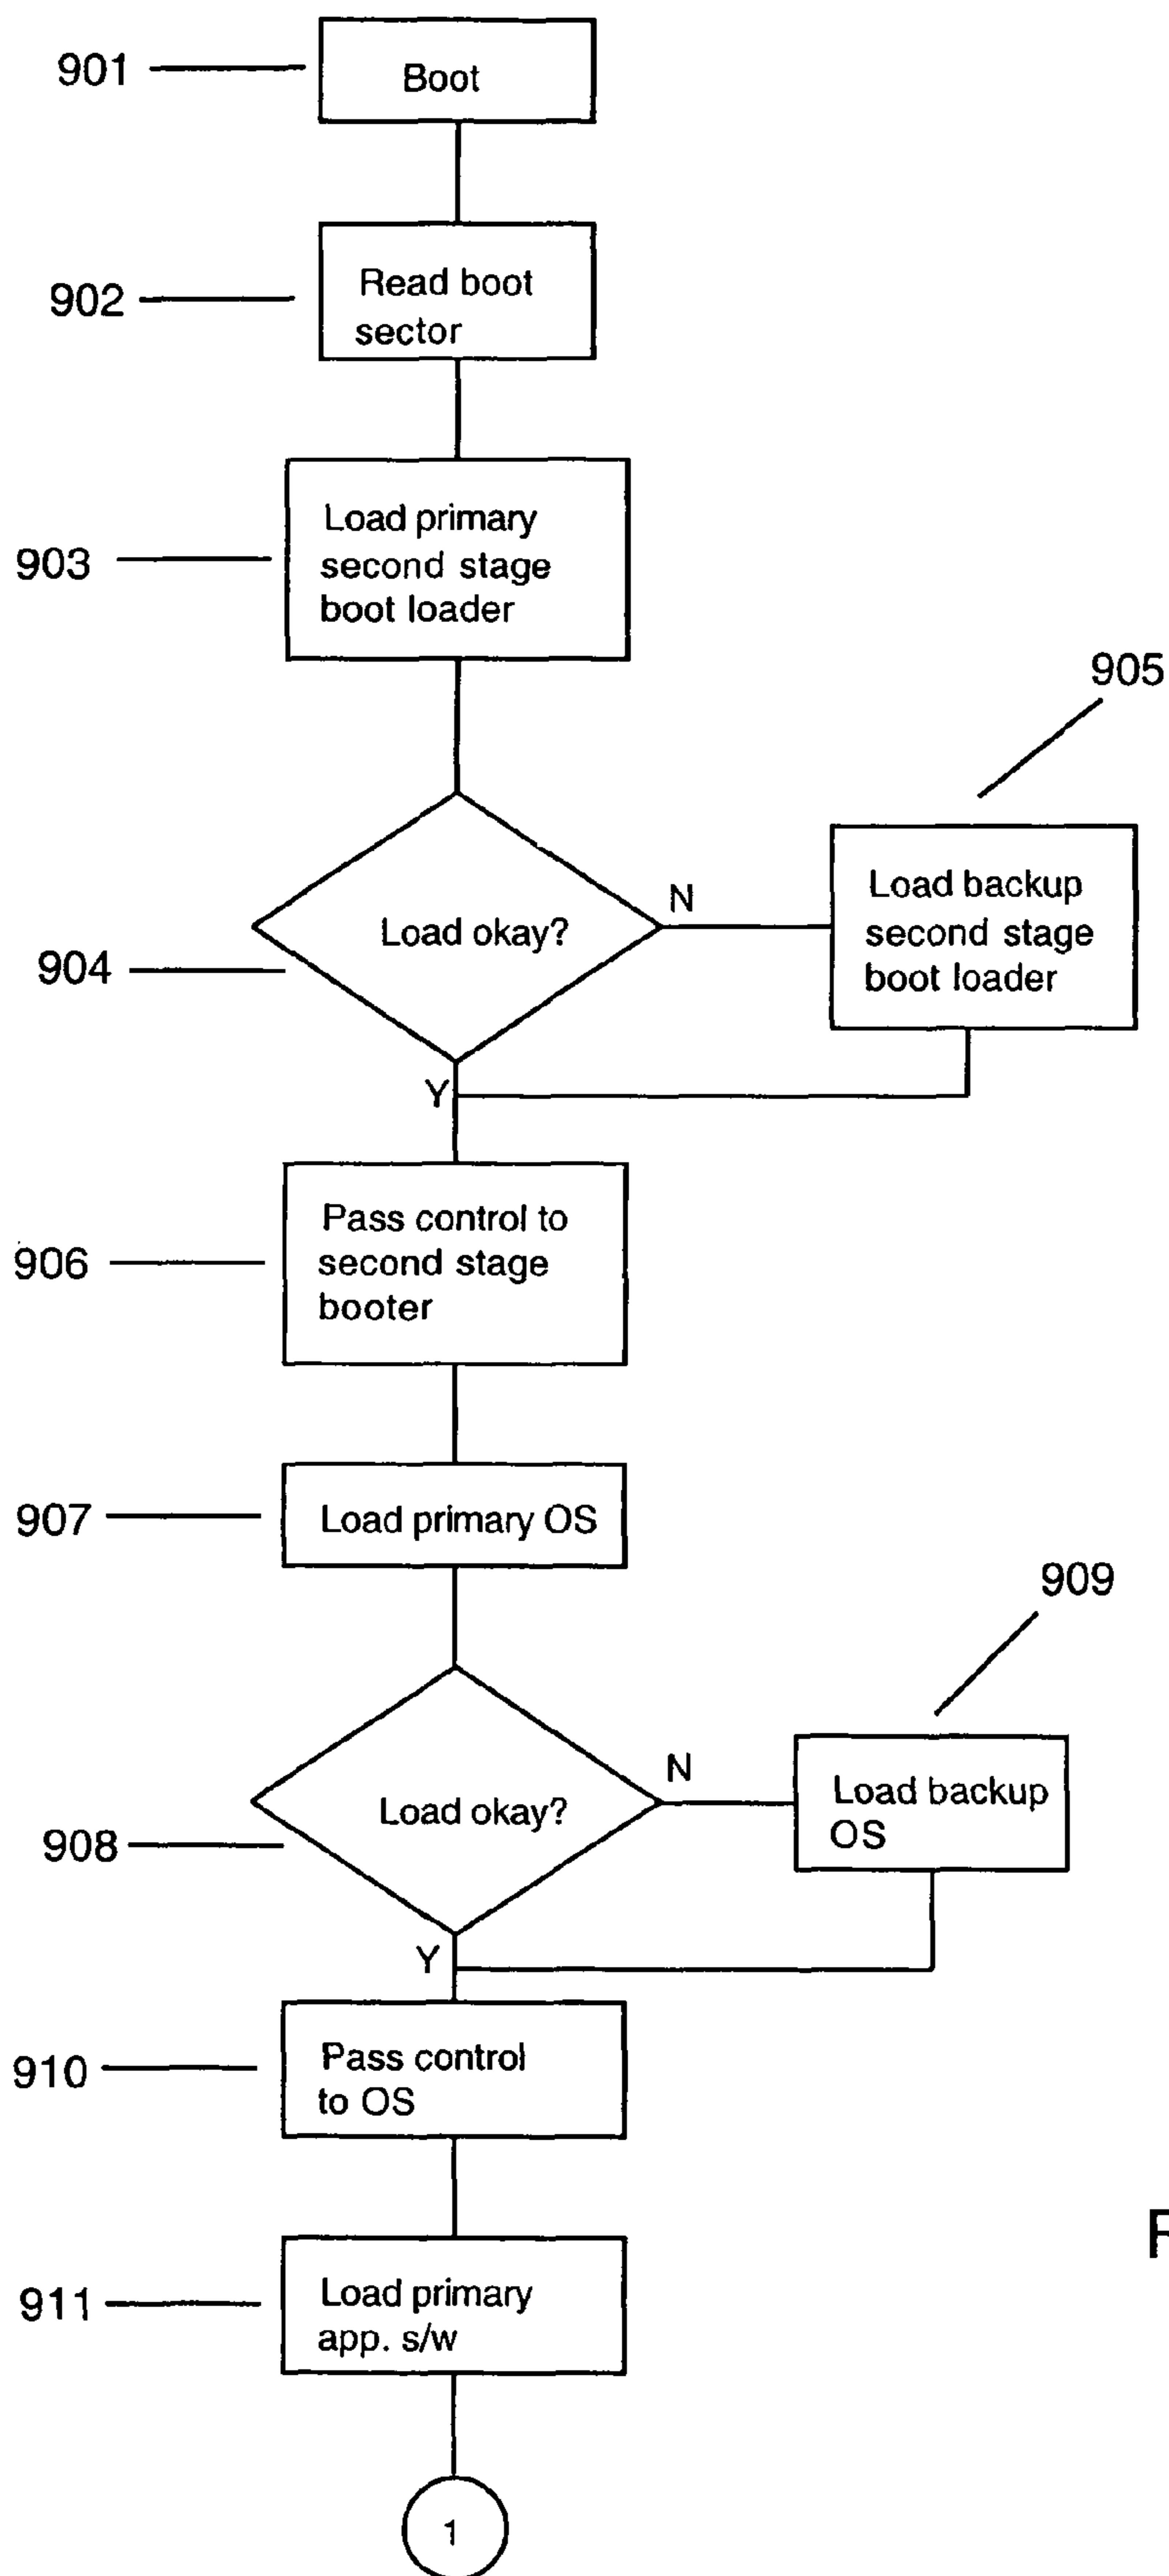 901
Boot
902
Read boot
sector
903
Load primary
second stage
boot loader
905
904
Load okay?
N
Load backup
second stage
boot loader
Y
906
Pass control to
second stage
booter
907
Load primary OS
909
908
Load okay?
N
Load backup
OS
Y
910
Pass control
to OS
911
Load primary
app. s/w
1